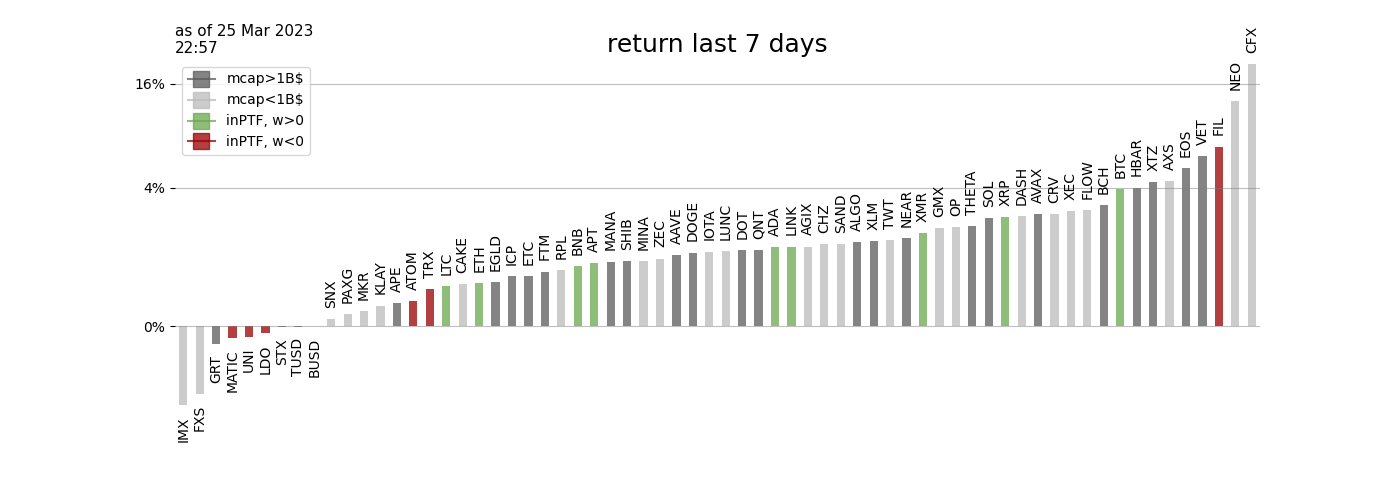 as of 25 Mar 2023
22:57
return last 7 days
mcap>1B$
mcap<1B$
inPTF, w>0
inPTF, w<0
16%
4%
0%
IMX
FXS
GRT
MATIC
UNI
LDO
STX
TUSD
BUSD
SNX
PAXG
MKR
KLAY
APE
ATOM
TRX
LTC
CAKE
ETH
EGLD
ICP
ETC
FTM
RPL
BNB
APT
MANA
SHIB
MINA
ZEC
AAVE
DOGE
IOTA
LUNC
DOT
QNT
ADA
LINK
AGIX
CHZ
SAND
ALGO
XLM
TWT
NEAR
XMR
GMX
OP
THETA
SOL
XRP
DASH
AVAX
CRV
XEC
FLOW
BCH
BTC
HBAR
XTZ
AXS
EOS
VET
FIL
NEO
CFX